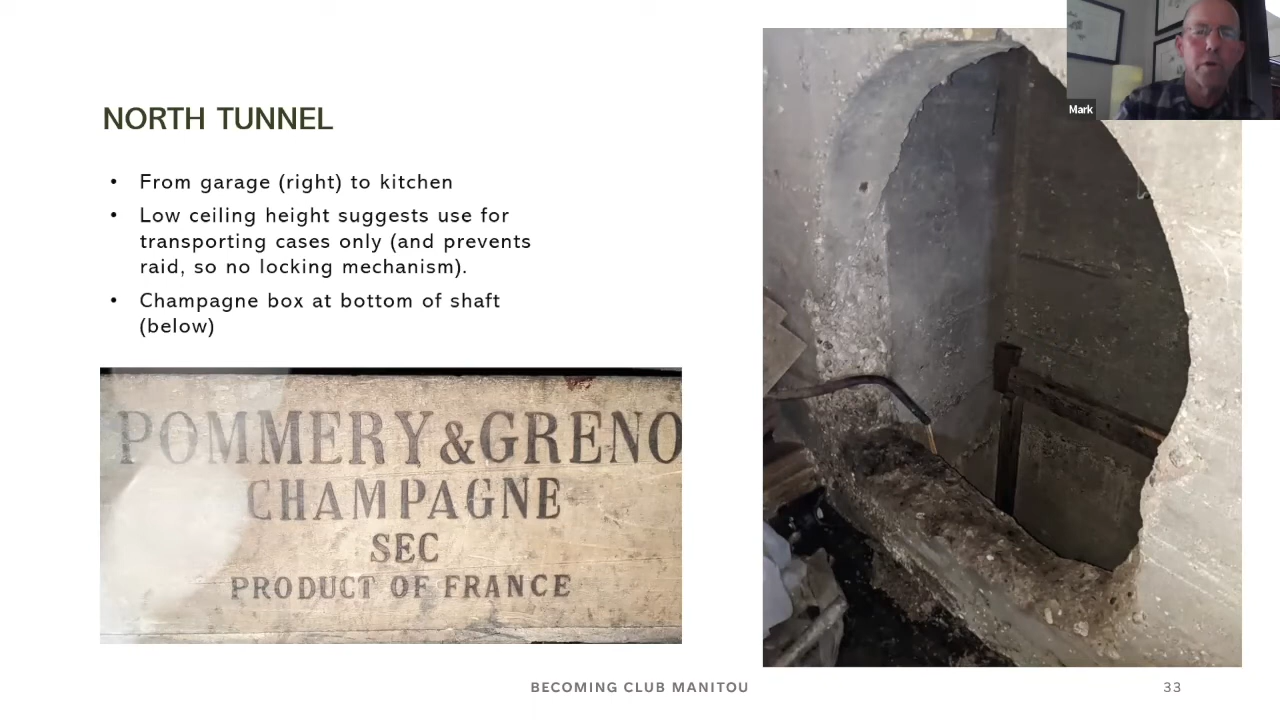 Mark
NORTH TUNNEL
• From garage (right) to kitchen
• Low ceiling height suggests use for
transporting cases only (and prevents
raid, so no locking mechanism).
• Champagne box at bottom of shaft
(below)
POMMERY & GRENO
CHAMPAGNE
SEC
PRODUCT OF FRANCE
BECOMING CLUB MANITOU
33